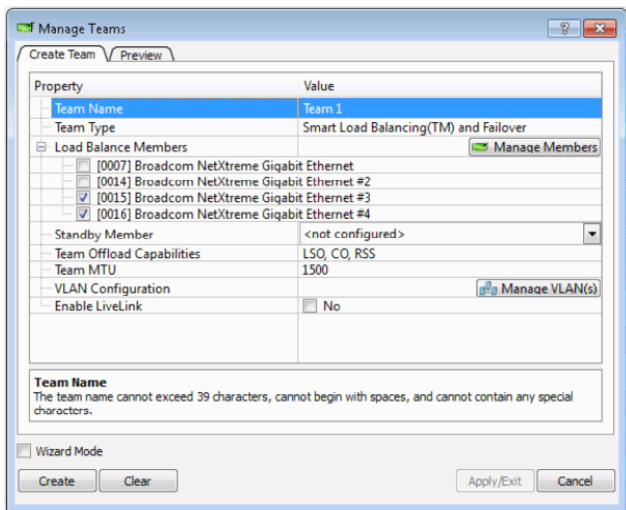 Manage Teams
Create Team
Preview
Property Value
Team Name Team 1
Team Type Smart Load Balancing(TM) and Failover
Load Balance Members Manage Members
[0007] Broadcom NetXtreme Gigabit Ethernet
[0014] Broadcom NetXtreme Gigabit Ethernet #2
[0015] Broadcom NetXtreme Gigabit Ethernet #3
[0016] Broadcom NetXtreme Gigabit Ethernet #4
Standby Member <not configured>
Team Offload Capabilities LSO, CO, RSS
Team MTU 1500
VLAN Configuration Manage VLAN(s)
Enable LiveLink No
Team Name
The team name cannot exceed 39 characters, cannot begin with spaces, and cannot contain any special
characters.
Wizard Mode
Create Clear Apply/Exit Cancel